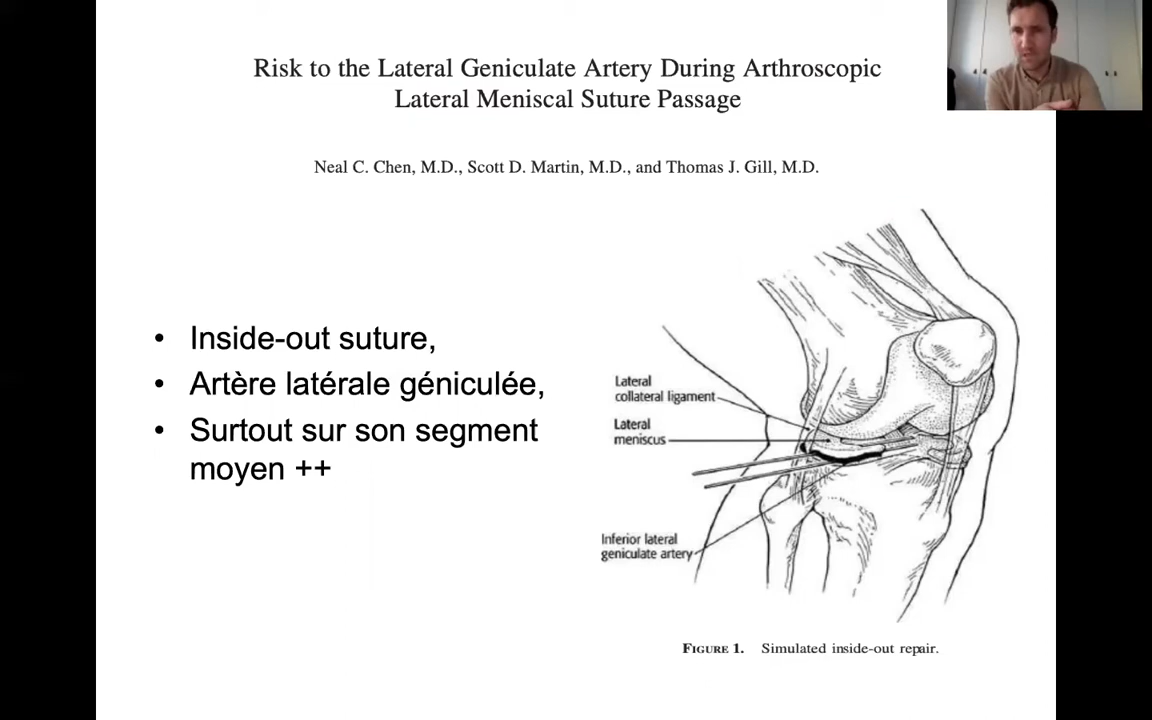 Risk to the Lateral Geniculate Artery During Arthroscopic
Lateral Meniscal Suture Passage
Neal C. Chen, M.D., Scott D. Martin, M.D., and Thomas J. Gill, M.D.
• Inside-out suture,
• Artère latérale géniculée,
• Surtout sur son segment
moyen ++
Lateral
collateral ligament
Lateral
meniscus
Inferior lateral
geniculate artery
FIGURE 1. Simulated inside-out repair.